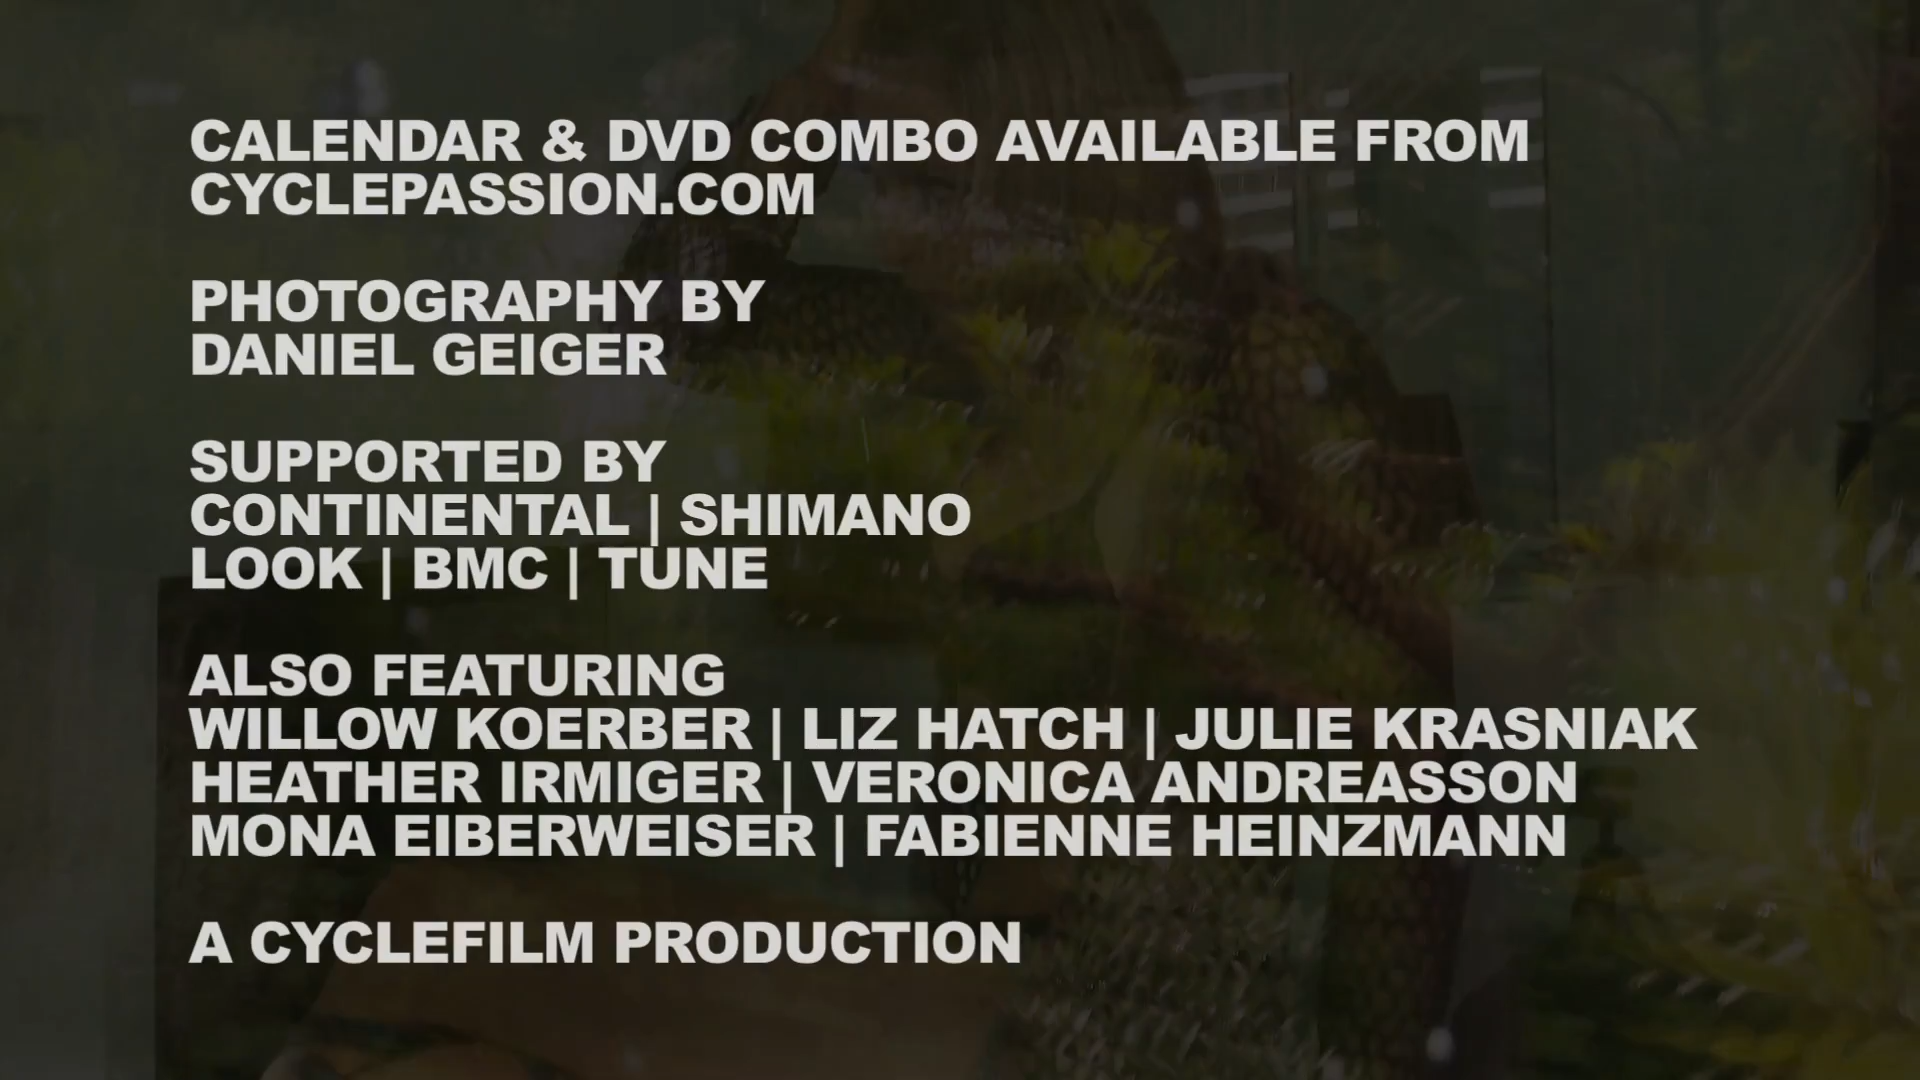 CALENDAR & DVD COMBO AVAILABLE FROM
CYCLEPASSION.COM
PHOTOGRAPHY BY
DANIEL GEIGER
SUPPORTED BY
CONTINENTAL | SHIMANO
LOOK | BMC | TUNE
ALSO FEATURING
WILLOW KOERBER | LIZ HATCH | JULIE KRASNIAK
HEATHER IRMIGER | VERONICA ANDREASSON
MONA EIBERWEISER | FABIENNE HEINZMANN
A CYCLEFILM PRODUCTION